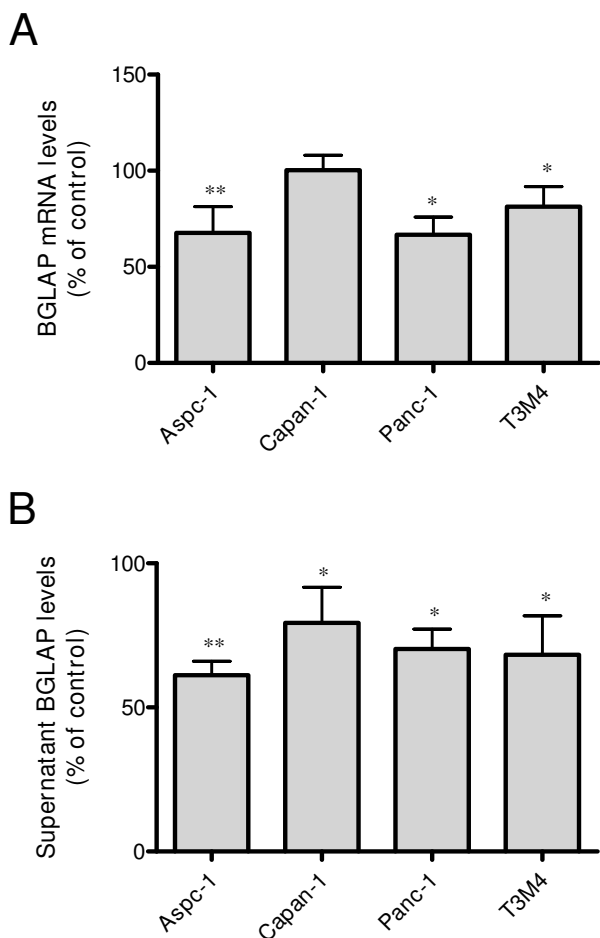 A
BGLAP mRNA levels
(% of control)
150
100
50
0
**
*
*
Aspc-1
Capan-1
Panc-1
T3M4
B
Supernatant BGLAP levels
(% of control)
100
50
0
**
*
*
*
Aspc-1
Capan-1
Panc-1
T3M4